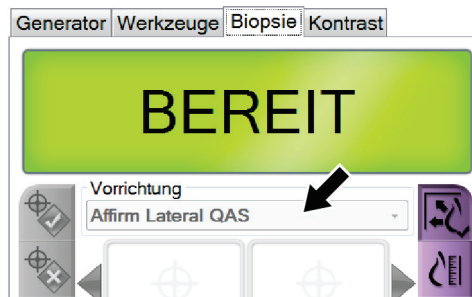 Generator Werkzeuge Biopsie Kontrast
BEREIT
Vorrichtung
Affirm Lateral QAS